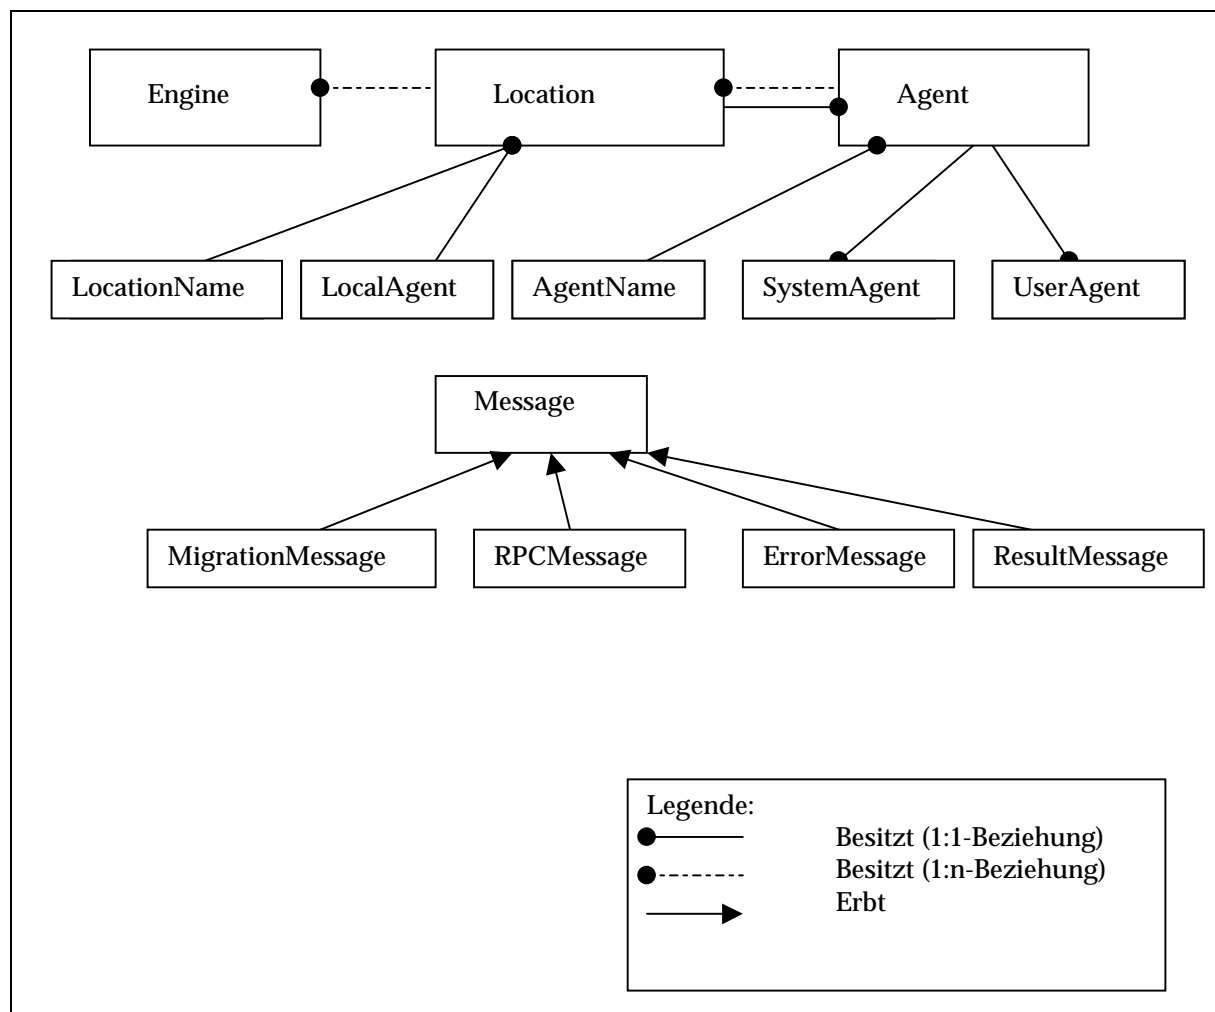 Engine
Location
Agent
LocationName
LocalAgent
AgentName
SystemAgent
UserAgent
Message
MigrationMessage
RPCMessage
ErrorMessage
ResultMessage
Legende:
Besitzt (1:1-Beziehung)
Besitzt (1:n-Beziehung)
Erbt